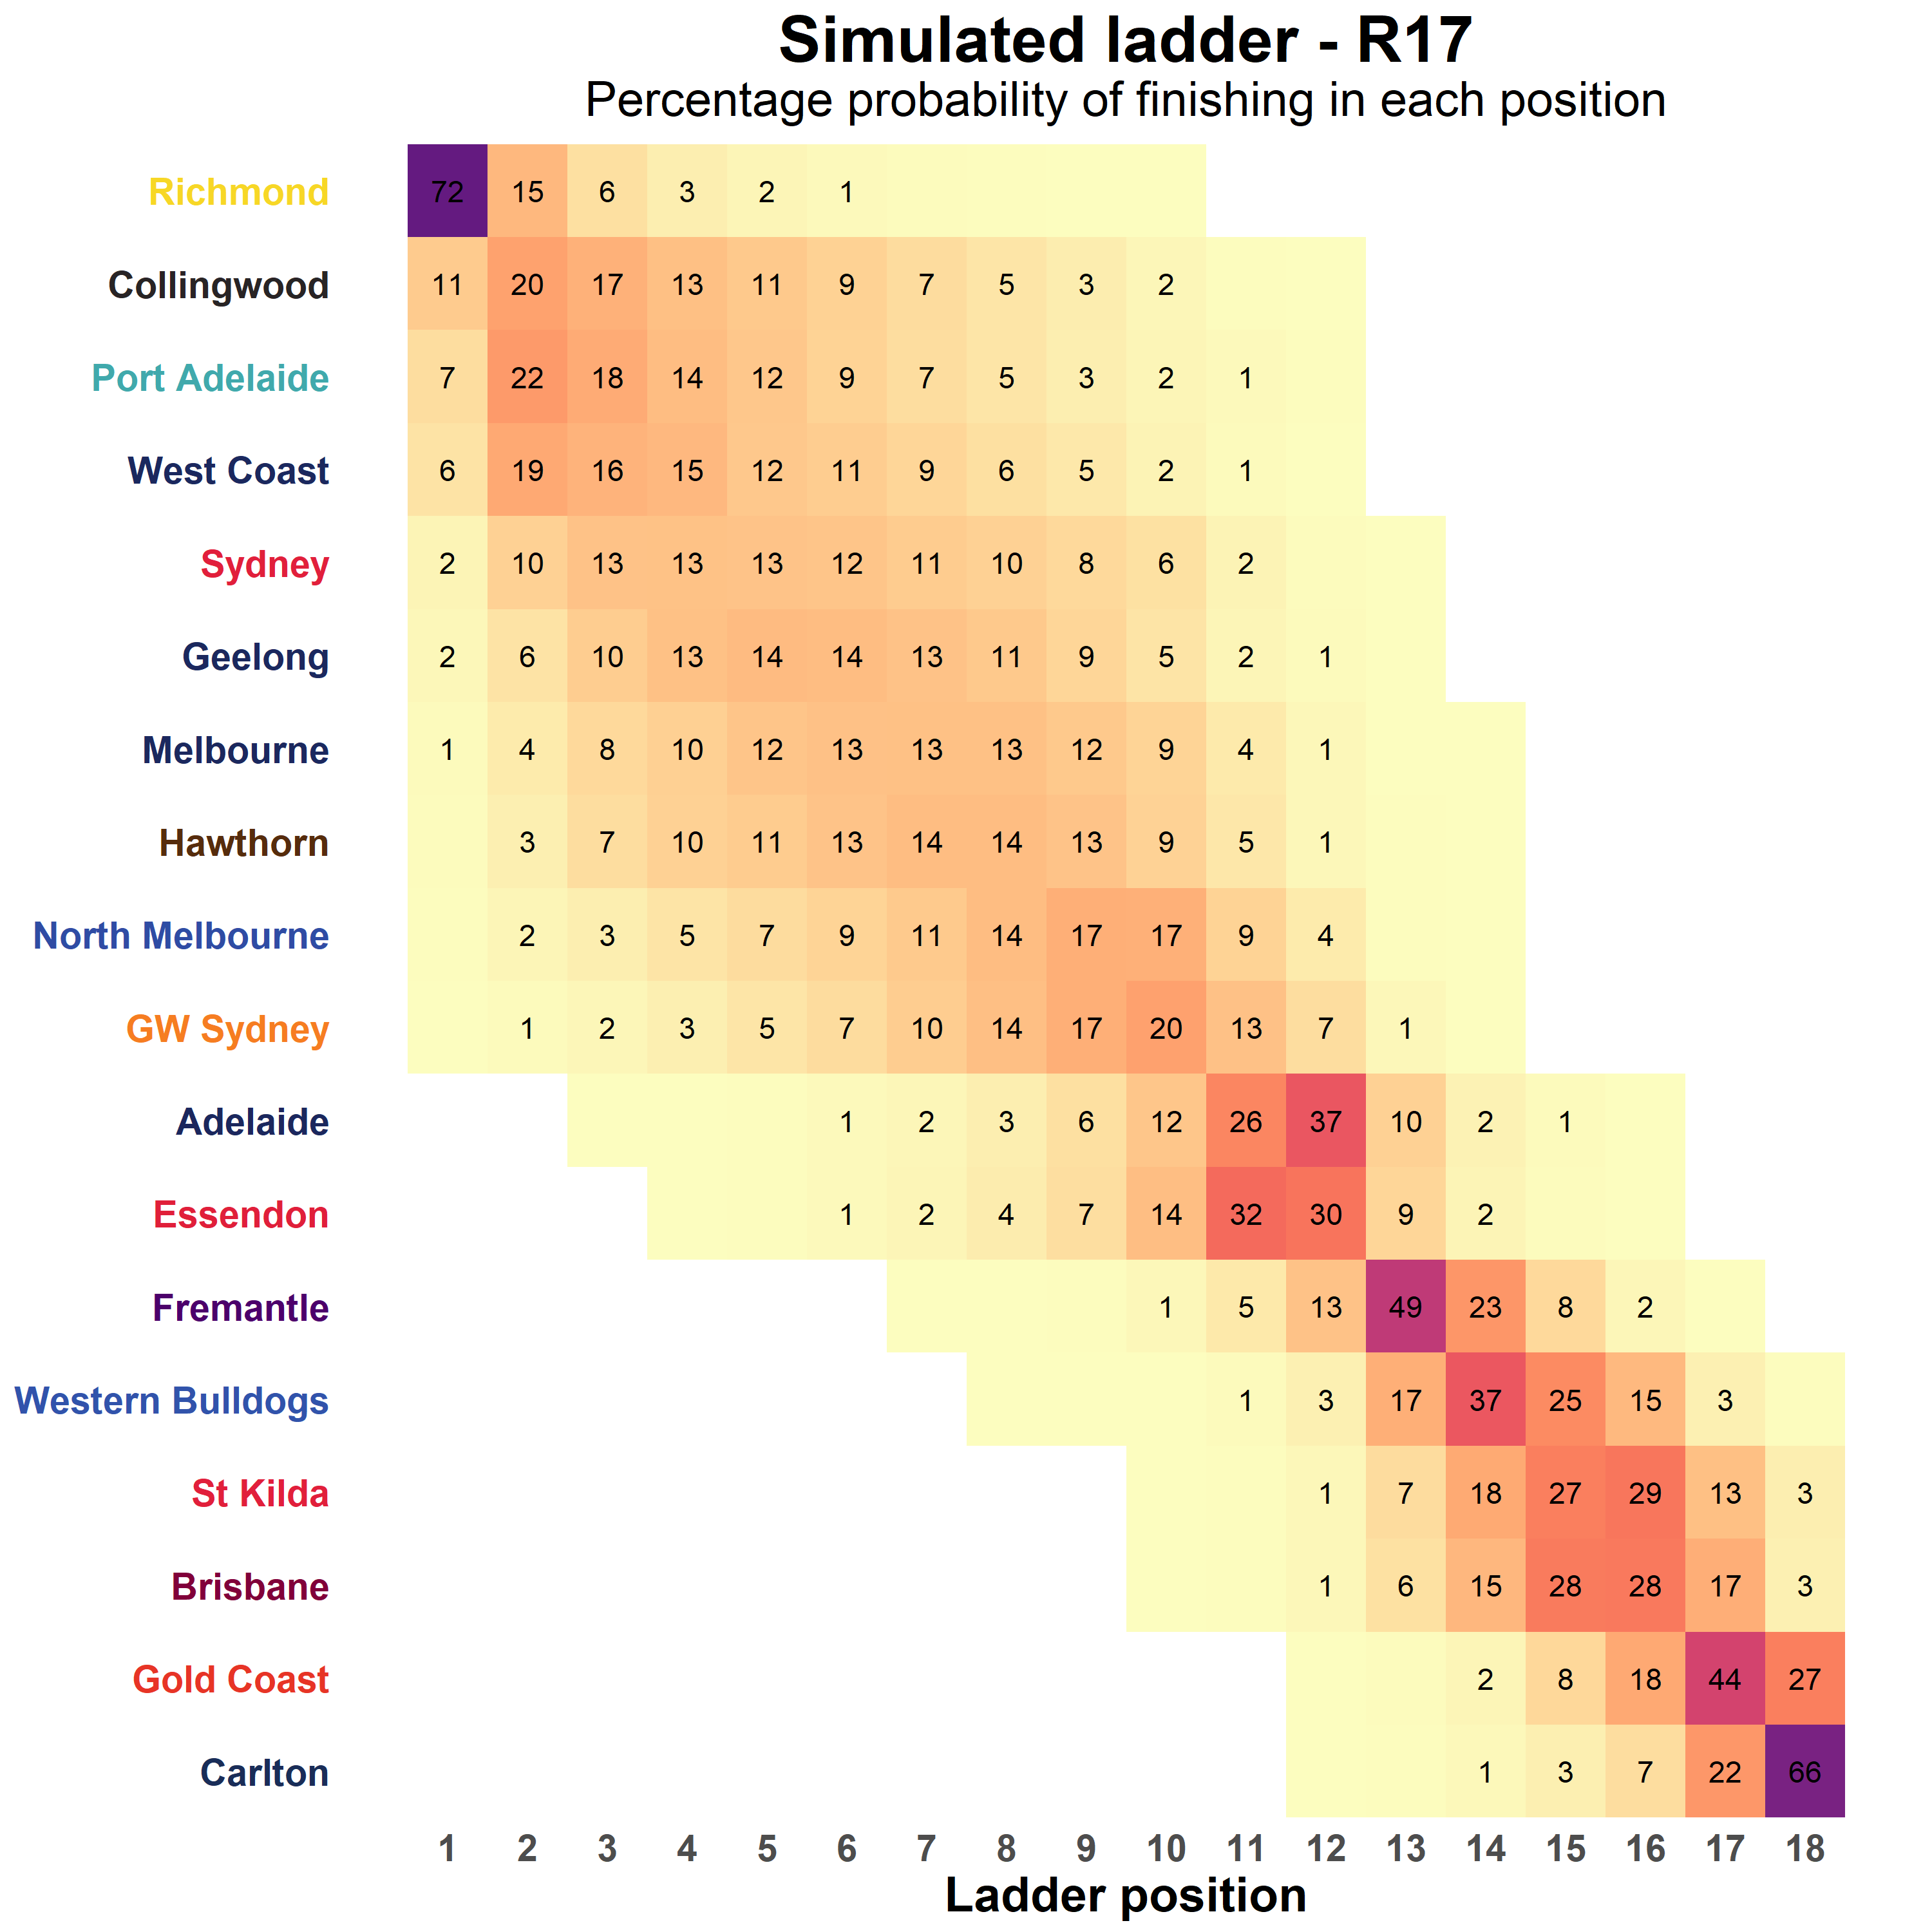 Simulated ladder - R17
Percentage probability of finishing in each position
Richmond 72 15 6 3 2 1
Collingwood 11 20 17 13 11 9 7 5 3 2
Port Adelaide 7 22 18 14 12 9 7 5 3 2 1
West Coast 6 19 16 15 12 11 9 6 5 2 1
Sydney 2 10 13 13 13 12 11 10 8 6 2
Geelong 2 6 10 13 14 14 13 11 9 5 2 1
Melbourne 1 4 8 10 12 13 13 13 12 9 4 1
Hawthorn 3 7 10 11 13 14 14 13 9 5 1
North Melbourne 2 3 5 7 9 11 14 17 17 9 4
GW Sydney 1 2 3 5 7 10 14 17 20 13 7 1
Adelaide 1 2 3 6 12 26 37 10 2 1
Essendon 1 2 4 7 14 32 30 9 2
Fremantle 1 5 13 49 23 8 2
Western Bulldogs 1 3 17 37 25 15 3
St Kilda 1 7 18 27 29 13 3
Brisbane 1 6 15 28 28 17 3
Gold Coast 2 8 18 44 27
Carlton 1 3 7 22 66
1 2 3 4 5 6 7 8 9 10 11 12 13 14 15 16 17 18
Ladder position